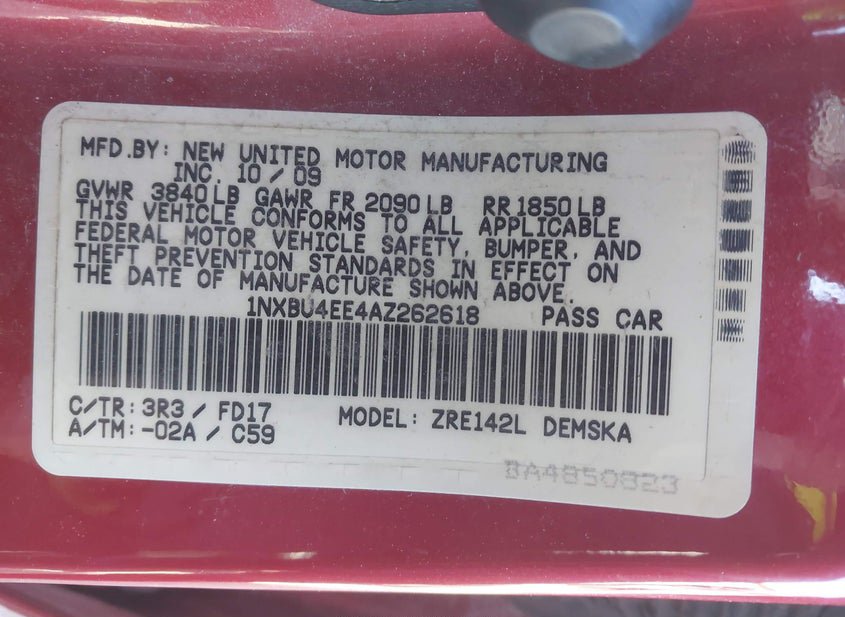 MFD.BY: NEW UNITED MOTOR MANUFACTURING
INC. 10 / 09
GVWR 3840 LB GAWR FR 2090 LB RR 1850 LB
THIS VEHICLE CONFORMS TO ALL APPLICABLE
FEDERAL MOTOR VEHICLE SAFETY, BUMPER, AND
THEFT PREVENTION STANDARDS IN EFFECT ON
THE DATE OF MANUFACTURE SHOWN ABOVE.
1NXBU4EE4AZ262618 PASS CAR
C/TR: 3R3 / FD17 MODEL: ZRE142L DEMSKA
A/TM: -02A / C59
BA4850823